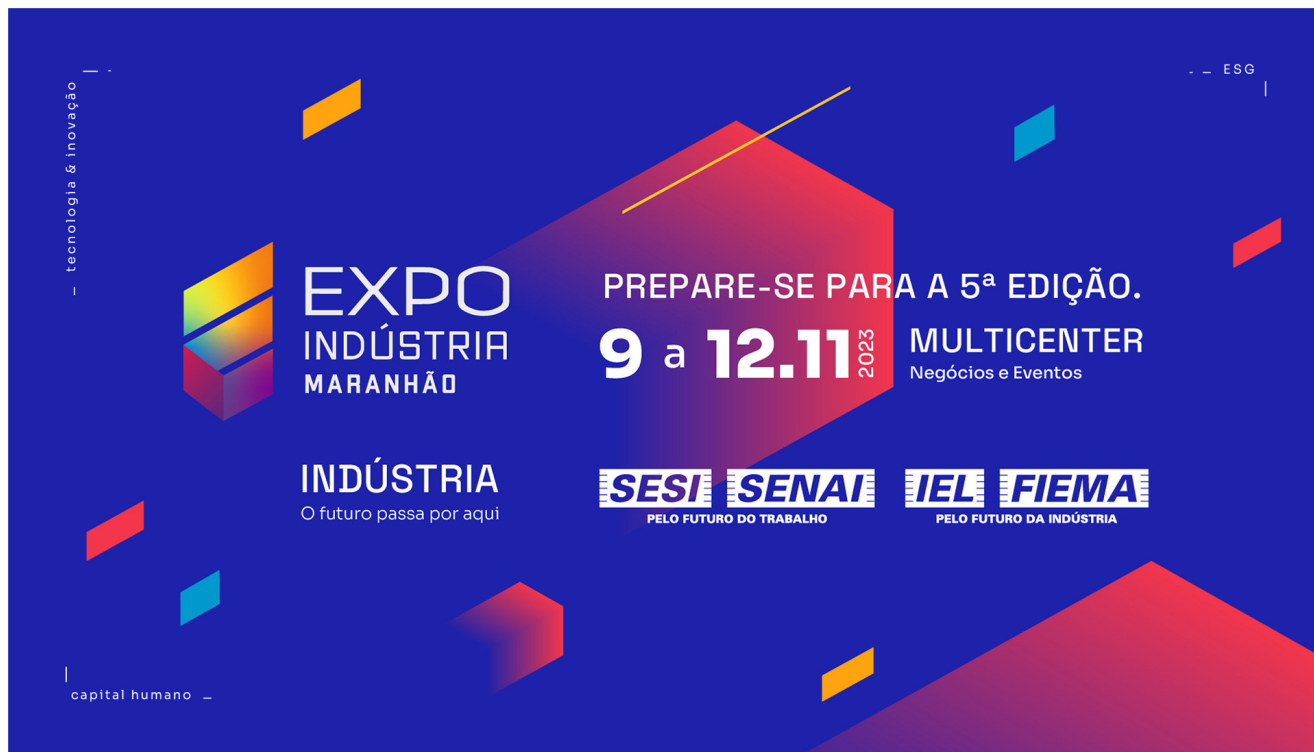 tecnologia & inovação
ESG
EXPO
INDÚSTRIA
MARANHÃO
PREPARE-SE PARA A 5ª EDIÇÃO.
9 a 12.11 2023
MULTICENTER
Negócios e Eventos
INDÚSTRIA
O futuro passa por aqui
SESI SENAI
PELO FUTURO DO TRABALHO
IEL FIEMA
PELO FUTURO DA INDÚSTRIA
capital humano